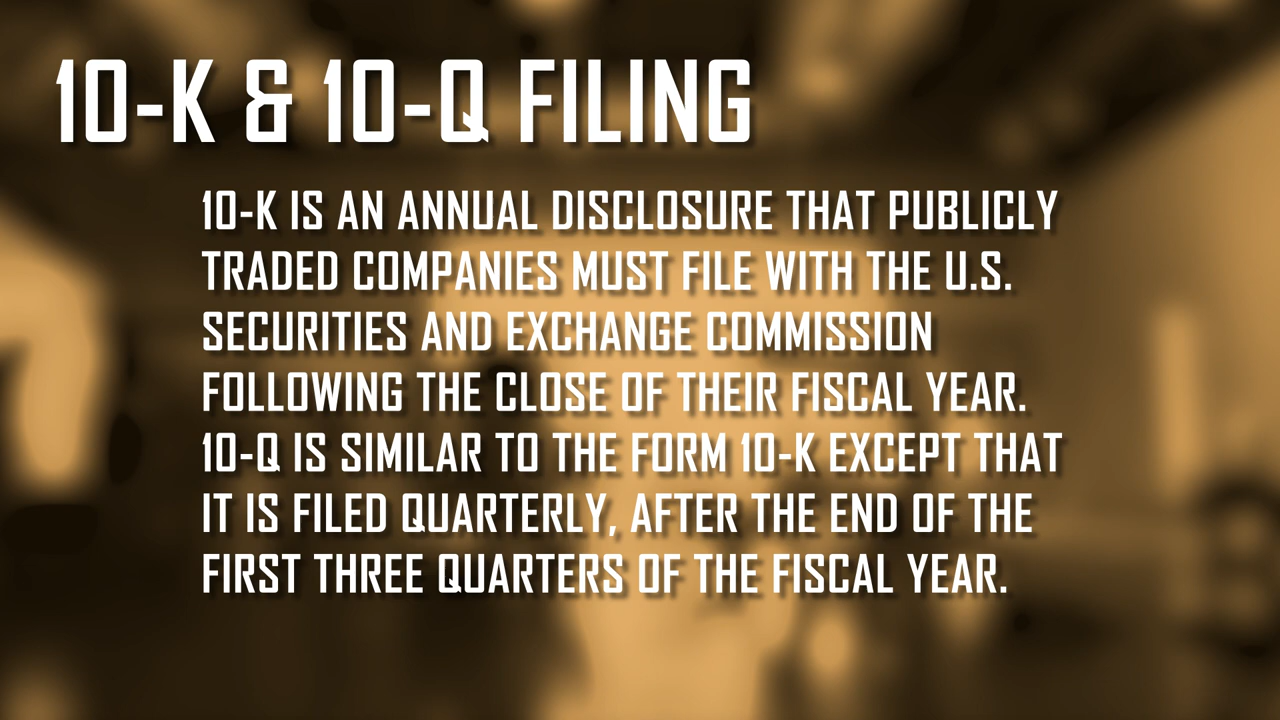 10-K & 10-Q FILING
10-K IS AN ANNUAL DISCLOSURE THAT PUBLICLY
TRADED COMPANIES MUST FILE WITH THE U.S.
SECURITIES AND EXCHANGE COMMISSION
FOLLOWING THE CLOSE OF THEIR FISCAL YEAR.
10-Q IS SIMILAR TO THE FORM 10-K EXCEPT THAT
IT IS FILED QUARTERLY, AFTER THE END OF THE
FIRST THREE QUARTERS OF THE FISCAL YEAR.